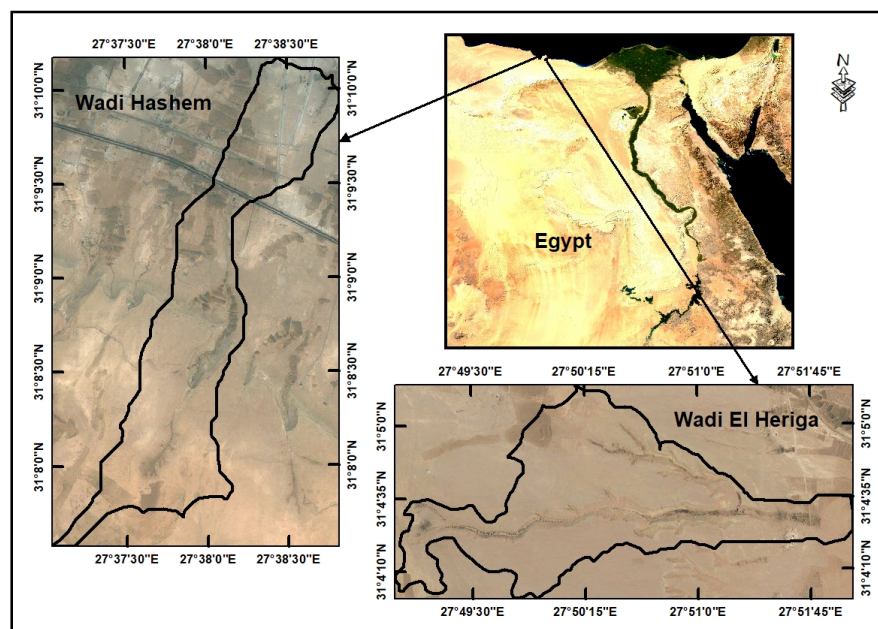 27°37'30"E 27°38'0"E 27°38'30"E
Wadi Hashem
31°10'0"N
31°10'0"N
31°9'30"N
31°9'30"N
31°9'0"N
31°9'0"N
31°8'30"N
31°8'30"N
31°8'0"N
31°8'0"N
27°37'30"E 27°38'0"E 27°38'30"E
Egypt
N
27°49'30"E 27°50'15"E 27°51'0"E 27°51'45"E
Wadi El Heriga
31°5'0"N
31°5'0"N
31°4'35"N
31°4'35"N
31°4'10"N
31°4'10"N
27°49'30"E 27°50'15"E 27°51'0"E 27°51'45"E